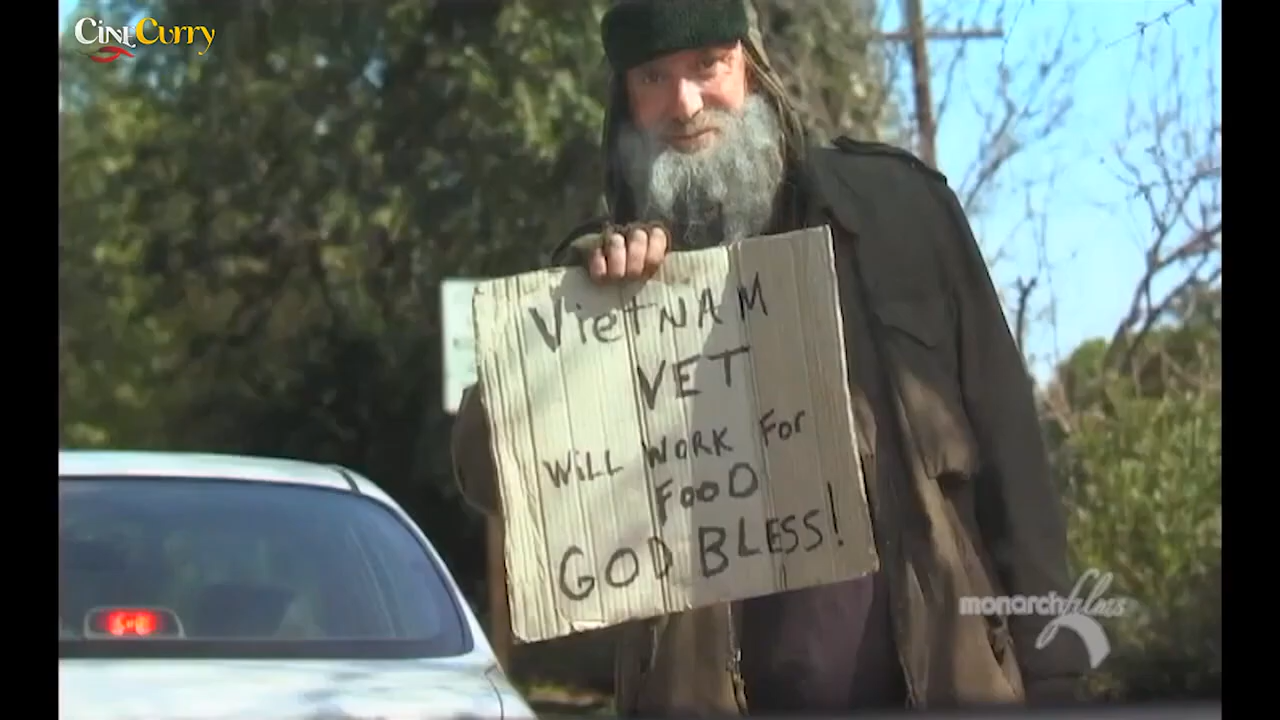 CineCurry
VietNAM
VET
WiLL WORK FoR
FooD
GOD BLESS!
monarchfilms